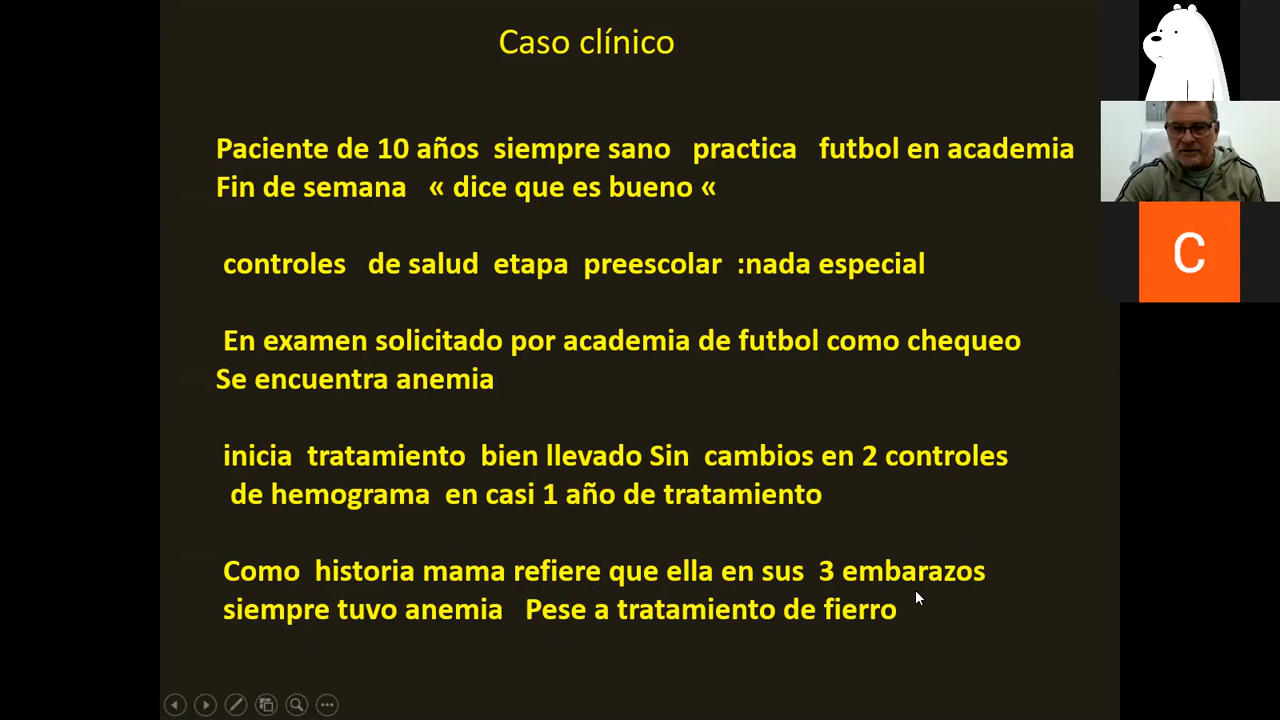 Caso clínico
Paciente de 10 años siempre sano practica futbol en academia
Fin de semana « dice que es bueno «
controles de salud etapa preescolar :nada especial
En examen solicitado por academia de futbol como chequeo
Se encuentra anemia
inicia tratamiento bien llevado Sin cambios en 2 controles
de hemograma en casi 1 año de tratamiento
Como historia mama refiere que ella en sus 3 embarazos
siempre tuvo anemia Pese a tratamiento de fierro
C